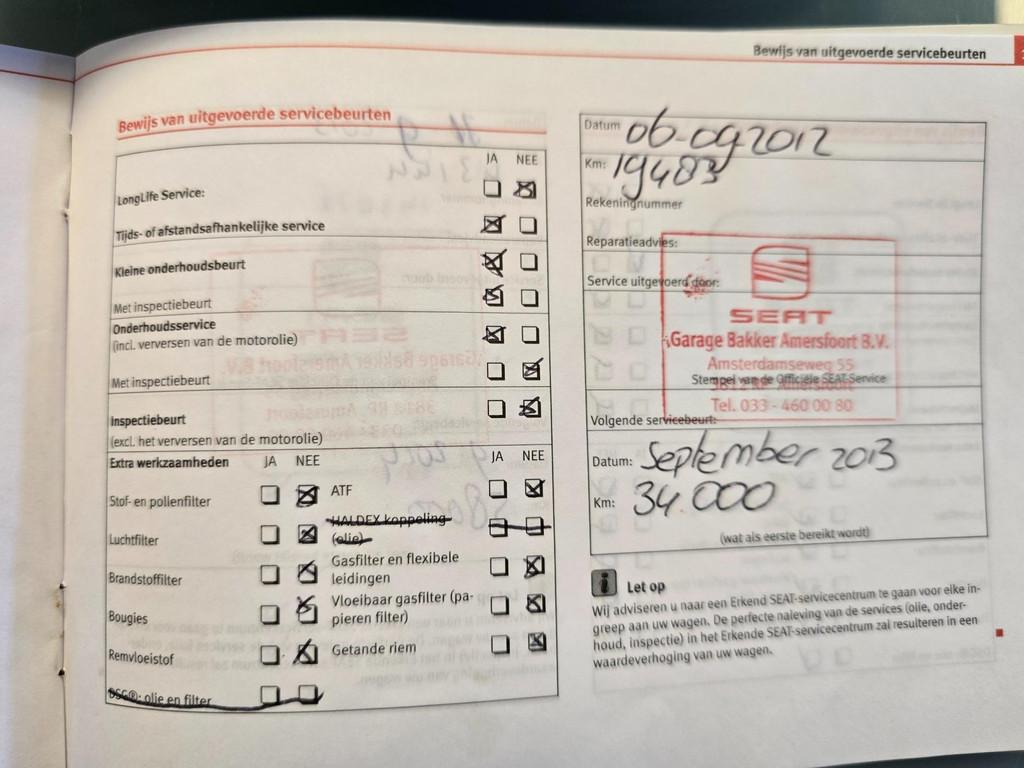 Bewijs van uitgevoerde servicebeurten
Bewijs van uitgevoerde servicebeurten
JA NEE
LongLife Service:
Tijds- of afstandsafhankelijke service
Kleine onderhoudsbeurt
Met inspectiebeurt
Onderhoudsservice
(incl. verversen van de motorolie)
Met inspectiebeurt
Inspectiebeurt
(excl. het verversen van de motorolie)
Extra werkzaamheden JA NEE JA NEE
Stof- en pollenfilter ATF
Luchtfilter HALDEX koppeling
(olie)
Brandstoffilter Gasfilter en flexibele
leidingen
Bougies Vloeibaar gasfilter (pa-
pieren filter)
Remvloeistof Getande riem
DSG®: olie en filter
Datum 06-09 2012
Km: 19483
Rekeningnummer
Reparatieadvies:
Service uitgevoerd door:
SEAT
Garage Bakker Amersfoort B.V.
Amsterdamseweg 55
Stempel van de Officiële SEAT-Service
Tel. 033 - 460 00 80
Volgende servicebeurt:
Datum: September 2013
Km: 34.000
(wat als eerste bereikt wordt)
i Let op
Wij adviseren u naar een Erkend SEAT-servicecentrum te gaan voor elke in-
greep aan uw wagen. De perfecte naleving van de services (olie, onder-
houd, inspectie) in het Erkende SEAT-servicecentrum zal resulteren in een
waardeverhoging van uw wagen.